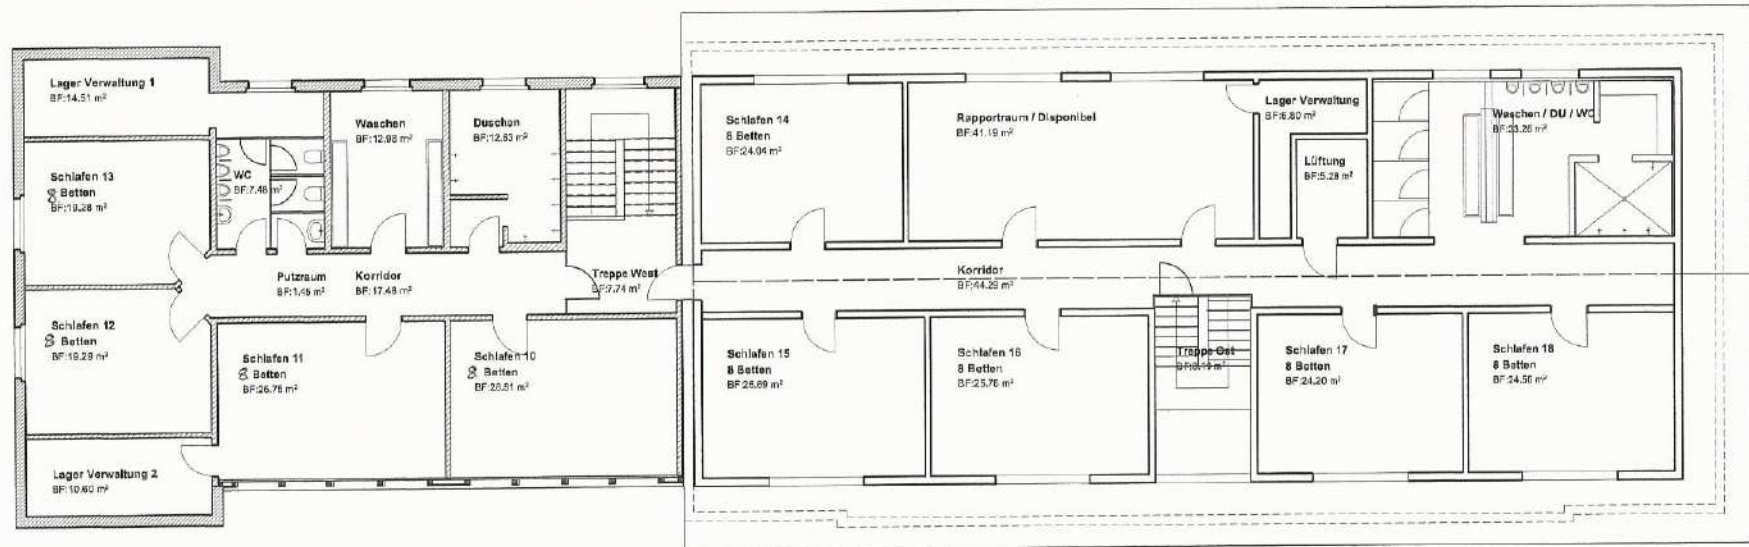 Lager Verwaltung 1
BF:14.51 m²
Schlafen 13
8 Betten
BF:19.28 m²
WC
BF:7.48 m²
Waschen
BF:12.98 m²
Duschen
BF:12.63 m²
Schlafen 14
8 Betten
BF:24.04 m²
Rapportraum / Disponibel
BF:41.19 m²
Lager Verwaltung
BF:6.80 m²
Lüftung
BF:5.28 m²
Waschen / DU / WC
BF:33.26 m²
Putzraum
BF:1.45 m²
Korridor
BF:17.48 m²
Treppe West
BF:7.74 m²
Korridor
BF:44.29 m²
Schlafen 12
8 Betten
BF:19.29 m²
Schlafen 11
8 Betten
BF:26.75 m²
Schlafen 10
8 Betten
BF:26.51 m²
Schlafen 15
8 Betten
BF:25.69 m²
Schlafen 16
8 Betten
BF:25.76 m²
Treppe Ost
Schlafen 17
8 Betten
BF:24.20 m²
Schlafen 18
8 Betten
BF:24.50 m²
Lager Verwaltung 2
BF:10.60 m²